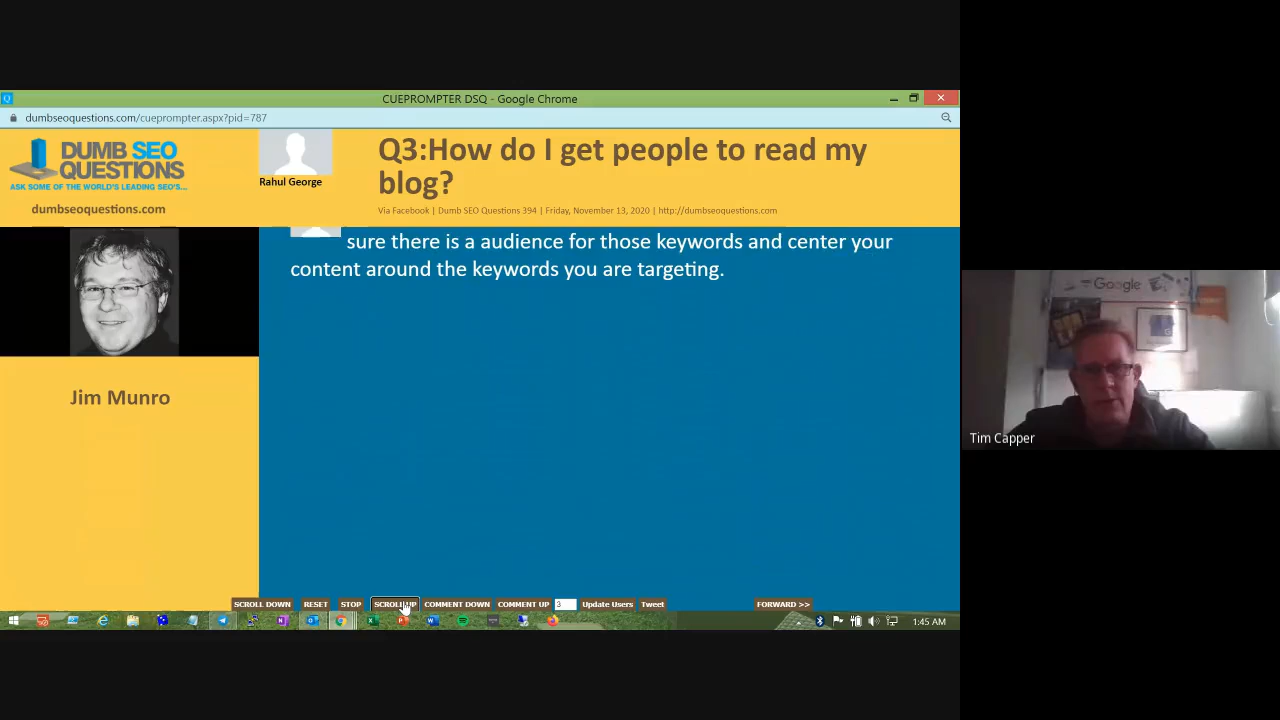 CUEPROMPTER DSQ - Google Chrome
dumbseoquestions.com/cueprompter.aspx?pid=787
DUMB SEO
QUESTIONS
ASK SOME OF THE WORLD'S LEADING SEO'S...
dumbseoquestions.com
Rahul George
Q3:How do I get people to read my
blog?
Via Facebook | Dumb SEO Questions 394 | Friday, November 13, 2020 | http://dumbseoquestions.com
sure there is a audience for those keywords and center your
content around the keywords you are targeting.
Jim Munro
Google
Tim Capper
SCROLL DOWN RESET STOP SCROLL UP COMMENT DOWN COMMENT UP 3 Update Users Tweet FORWARD >>
1:45 AM